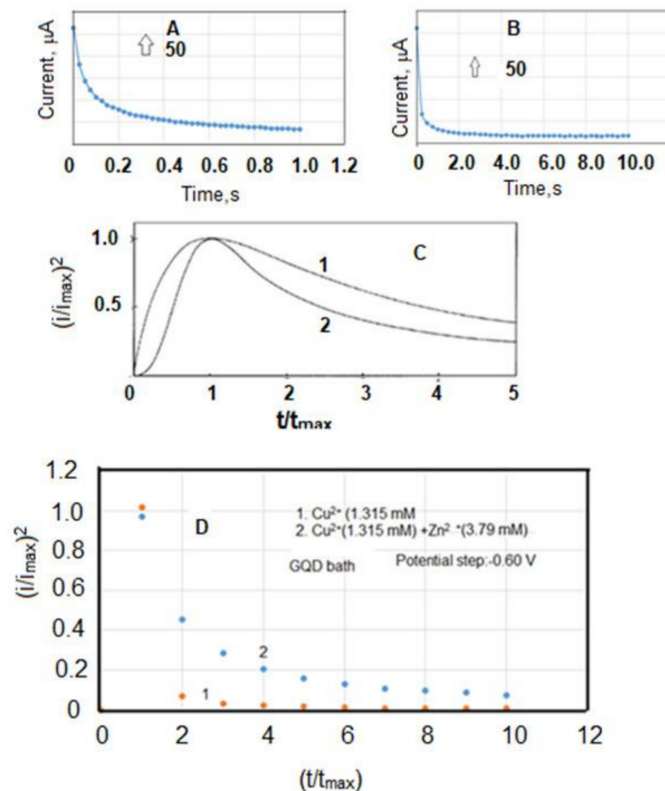 A
Current, µA
50
0 0.2 0.4 0.6 0.8 1.0 1.2
Time,s
B
Current, µA
50
0 2.0 4.0 6.0 8.0 10.0
Time, s
C
(i/i_max)²
1.0
0.5
1
2
0 1 2 3 4 5
t/t_max
D
(i/i_max)²
1.2
1.0
0.8
0.6
0.4
0.2
0
1. Cu²⁺ (1.315 mM
2. Cu²⁺(1.315 mM) +Zn² ⁺(3.79 mM)
GQD bath Potential step:-0.60 V
2
1
0 2 4 6 8 10 12
(t/t_max)